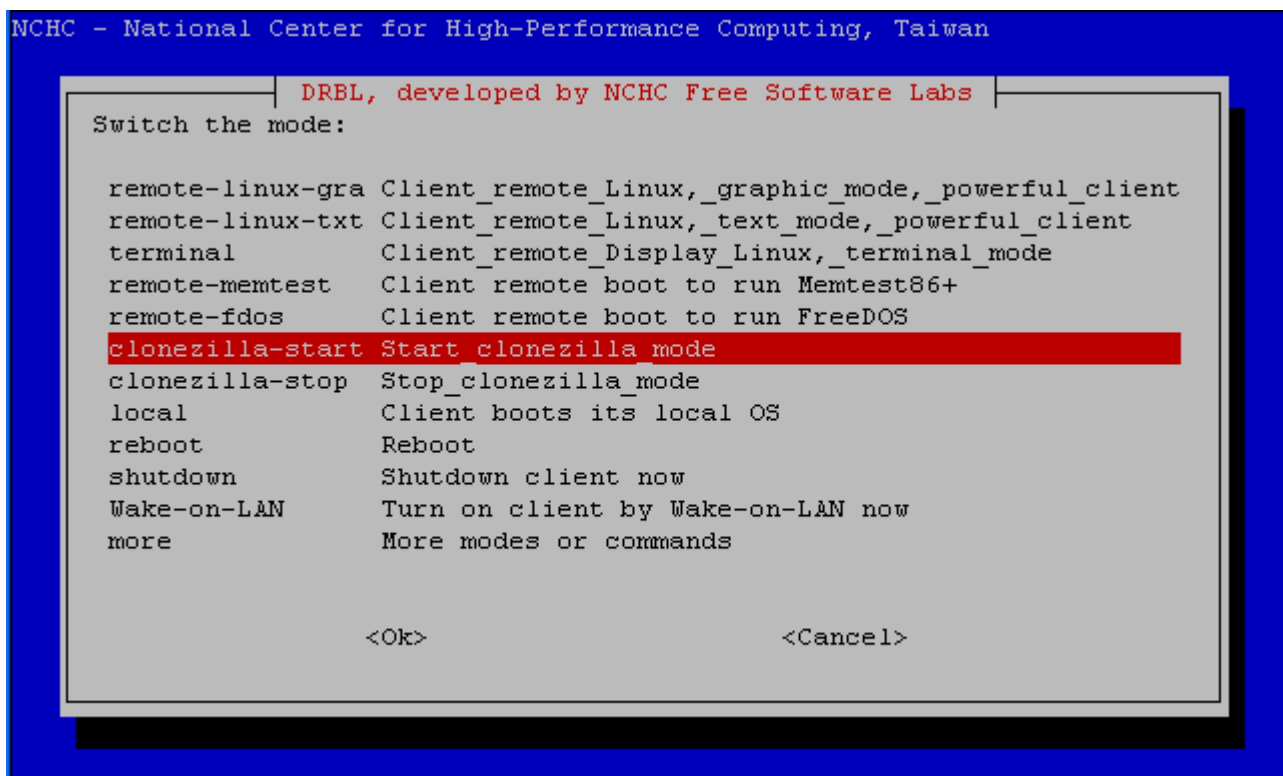 NCHC - National Center for High-Performance Computing, Taiwan
DRBL, developed by NCHC Free Software Labs
Switch the mode:
remote-linux-gra Client_remote_Linux,_graphic_mode,_powerful_client
remote-linux-txt Client_remote_Linux,_text_mode,_powerful_client
terminal Client_remote_Display_Linux,_terminal_mode
remote-memtest Client remote boot to run Memtest86+
remote-fdos Client remote boot to run FreeDOS
clonezilla-start Start_clonezilla_mode
clonezilla-stop Stop_clonezilla_mode
local Client boots its local OS
reboot Reboot
shutdown Shutdown client now
Wake-on-LAN Turn on client by Wake-on-LAN now
more More modes or commands
<Ok> <Cancel>